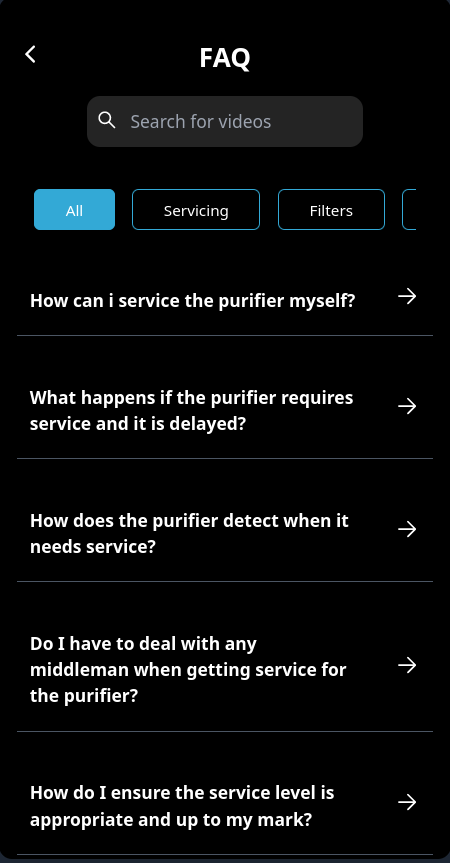 FAQ
Search for videos
All
Servicing
Filters
How can i service the purifier myself?
What happens if the purifier requires
service and it is delayed?
How does the purifier detect when it
needs service?
Do I have to deal with any
middleman when getting service for
the purifier?
How do I ensure the service level is
appropriate and up to my mark?